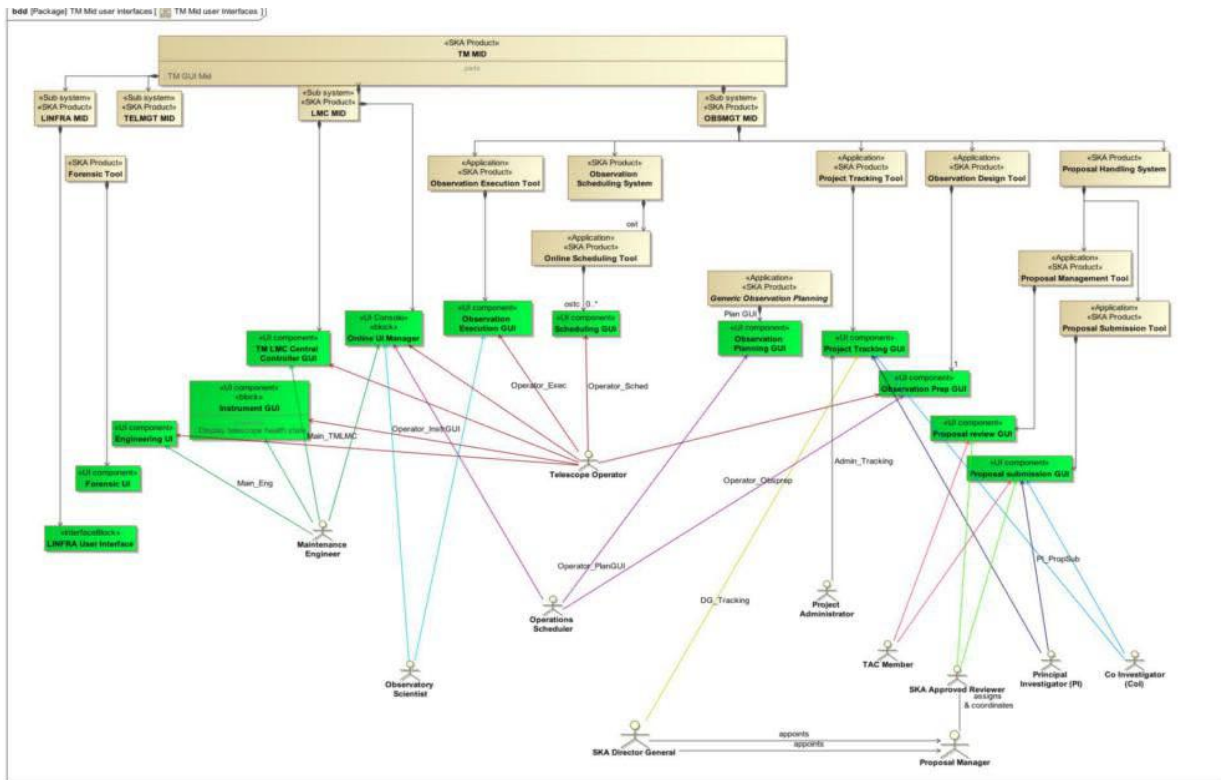 bdd [Package] TM Mid user interfaces [ TM Mid user Interfaces ]
«SKA Product»
TM MID
parts
TM GUI Mid
«Sub system»
«SKA Product»
LINFRA MID
«Sub system»
«SKA Product»
TELMGT MID
«Sub system»
«SKA Product»
LMC MID
«Sub system»
«SKA Product»
OBSMGT MID
«SKA Product»
Forensic Tool
«Application»
«SKA Product»
Observation Execution Tool
«SKA Product»
Observation
Scheduling System
«Application»
«SKA Product»
Project Tracking Tool
«Application»
«SKA Product»
Observation Design Tool
«SKA Product»
Proposal Handling System
ost
«Application»
«SKA Product»
Online Scheduling Tool
«Application»
«SKA Product»
Generic Observation Planning
«Application»
«SKA Product»
Proposal Management Tool
ostc 0..*
Plan GUI
«Application»
«SKA Product»
Proposal Submission Tool
«UI component»
TM LMC Central
Controller GUI
«UI Console»
«block»
Online UI Manager
«UI component»
Observation
Execution GUI
«UI component»
Scheduling GUI
«UI component»
Observation
Planning GUI
«UI component»
Project Tracking GUI
1
«UI component»
Observation Prep GUI
«UI component»
«block»
Instrument GUI
Display telescope health state
Operator_Exec
Operator_Sched
«UI component»
Engineering UI
Main_TMLMC
Operator_InstrGUI
«UI component»
Proposal review GUI
«UI component»
Forensic UI
Main_Eng
Telescope Operator
Operator_Obsprep
Admin_Tracking
«UI component»
Proposal submission GUI
«InterfaceBlock»
LINFRA User Interface
Maintenance
Engineer
Operator_PlanGUI
PI_PropSub
DG_Tracking
Operations
Scheduler
Project
Administrator
Observatory
Scientist
TAC Member
SKA Approved Reviewer
Principal
Investigator (PI)
Co Investigator
(CoI)
assigns
& coordinates
appoints
appoints
SKA Director General
Proposal Manager